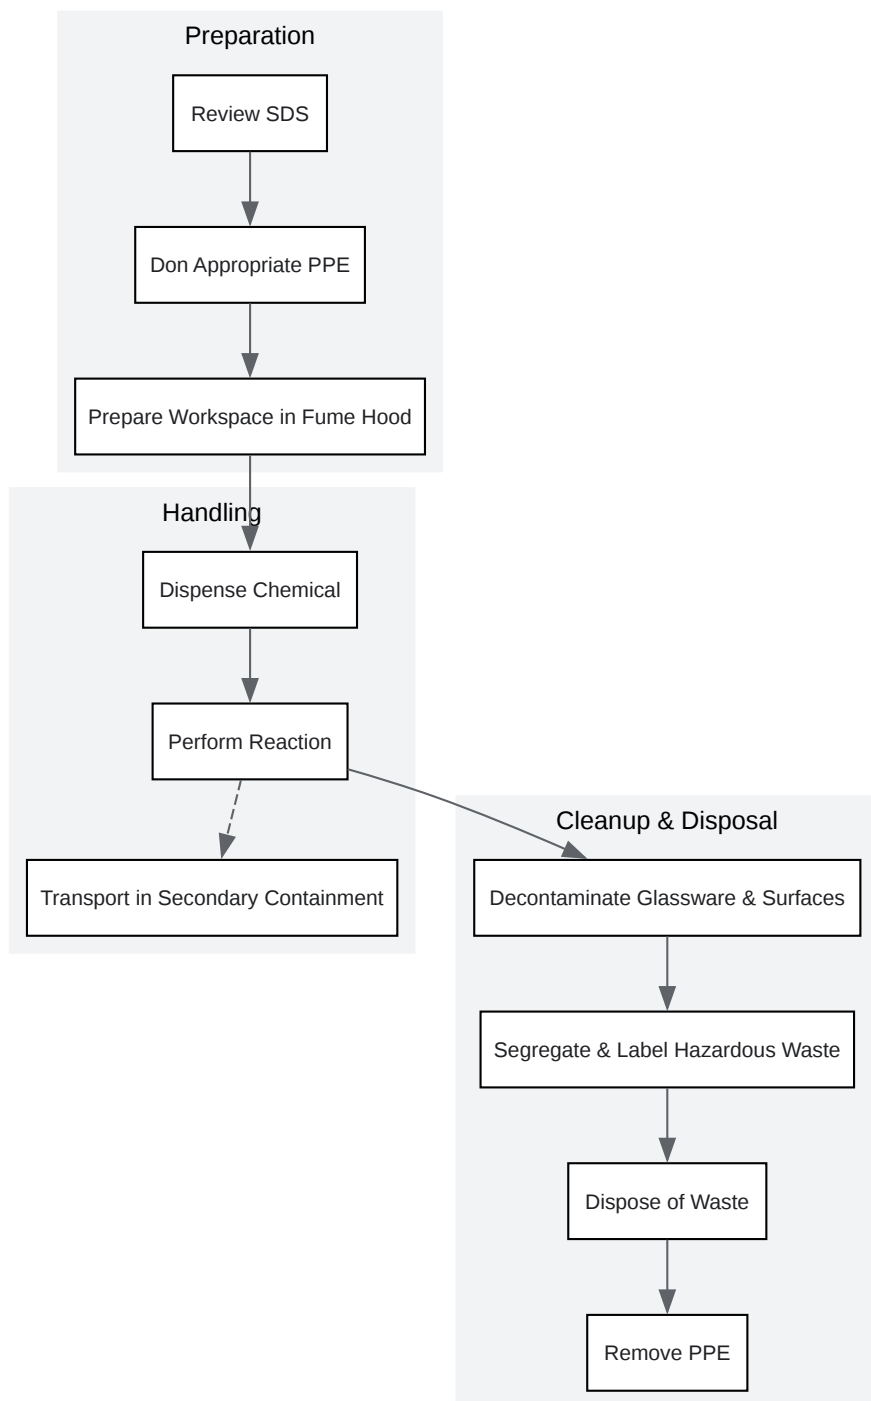 Preparation
Review SDS
Don Appropriate PPE
Prepare Workspace in Fume Hood
Handling
Dispense Chemical
Perform Reaction
Transport in Secondary Containment
Cleanup & Disposal
Decontaminate Glassware & Surfaces
Segregate & Label Hazardous Waste
Dispose of Waste
Remove PPE